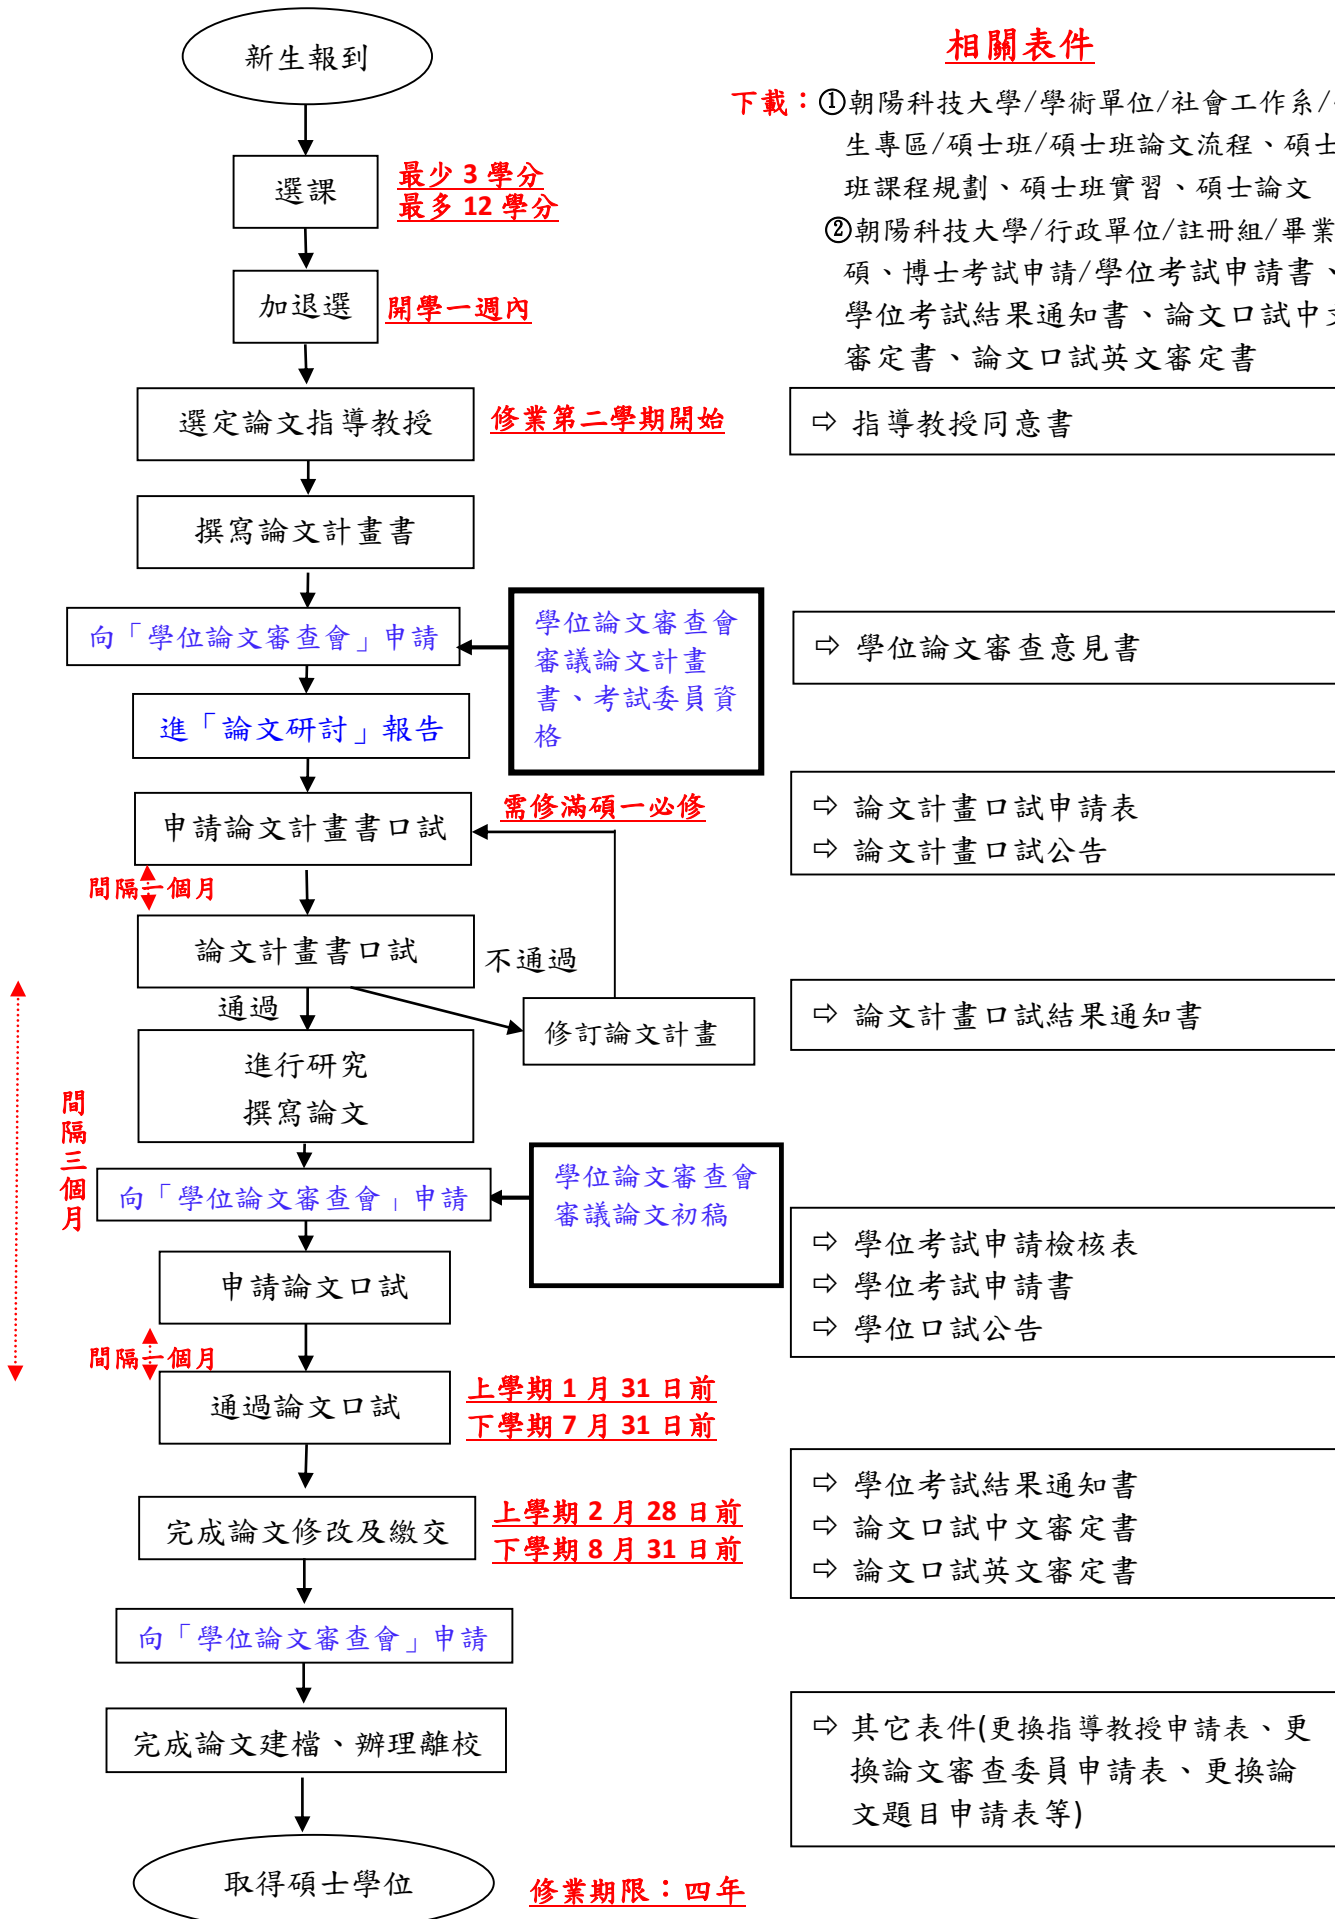 新生報到
相關表件
下載：①朝陽科技大學/學術單位/社會工作系/
生專區/碩士班/碩士班論文流程、碩士
班課程規劃、碩士班實習、碩士論文
②朝陽科技大學/行政單位/註冊組/畢業
碩、博士考試申請/學位考試申請書、
學位考試結果通知書、論文口試中文
審定書、論文口試英文審定書
選課
最少 3 學分
最多 12 學分
加退選
開學一週內
選定論文指導教授
修業第二學期開始
⇨ 指導教授同意書
撰寫論文計畫書
向「學位論文審查會」申請
學位論文審查會
審議論文計畫
書、考試委員資
格
⇨ 學位論文審查意見書
進「論文研討」報告
申請論文計畫書口試
需修滿碩一必修
⇨ 論文計畫口試申請表
⇨ 論文計畫口試公告
間隔一個月
論文計畫書口試
不通過
通過
修訂論文計畫
⇨ 論文計畫口試結果通知書
進行研究
撰寫論文
間隔三個月
向「學位論文審查會」申請
學位論文審查會
審議論文初稿
申請論文口試
⇨ 學位考試申請檢核表
⇨ 學位考試申請書
⇨ 學位口試公告
間隔一個月
通過論文口試
上學期 1 月 31 日前
下學期 7 月 31 日前
完成論文修改及繳交
上學期 2 月 28 日前
下學期 8 月 31 日前
⇨ 學位考試結果通知書
⇨ 論文口試中文審定書
⇨ 論文口試英文審定書
向「學位論文審查會」申請
完成論文建檔、辦理離校
⇨ 其它表件(更換指導教授申請表、更
換論文審查委員申請表、更換論
文題目申請表等)
取得碩士學位
修業期限：四年